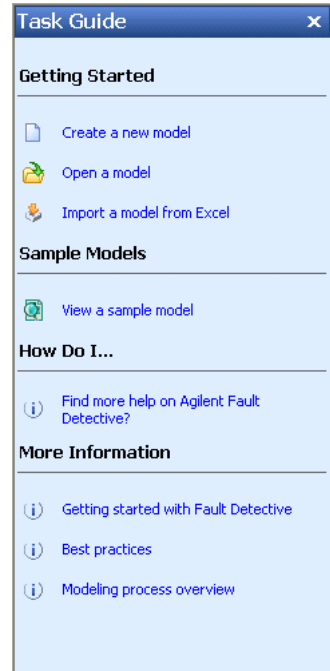 Task Guide
Getting Started
Create a new model
Open a model
Import a model from Excel
Sample Models
View a sample model
How Do I...
Find more help on Agilent Fault
Detective?
More Information
Getting started with Fault Detective
Best practices
Modeling process overview